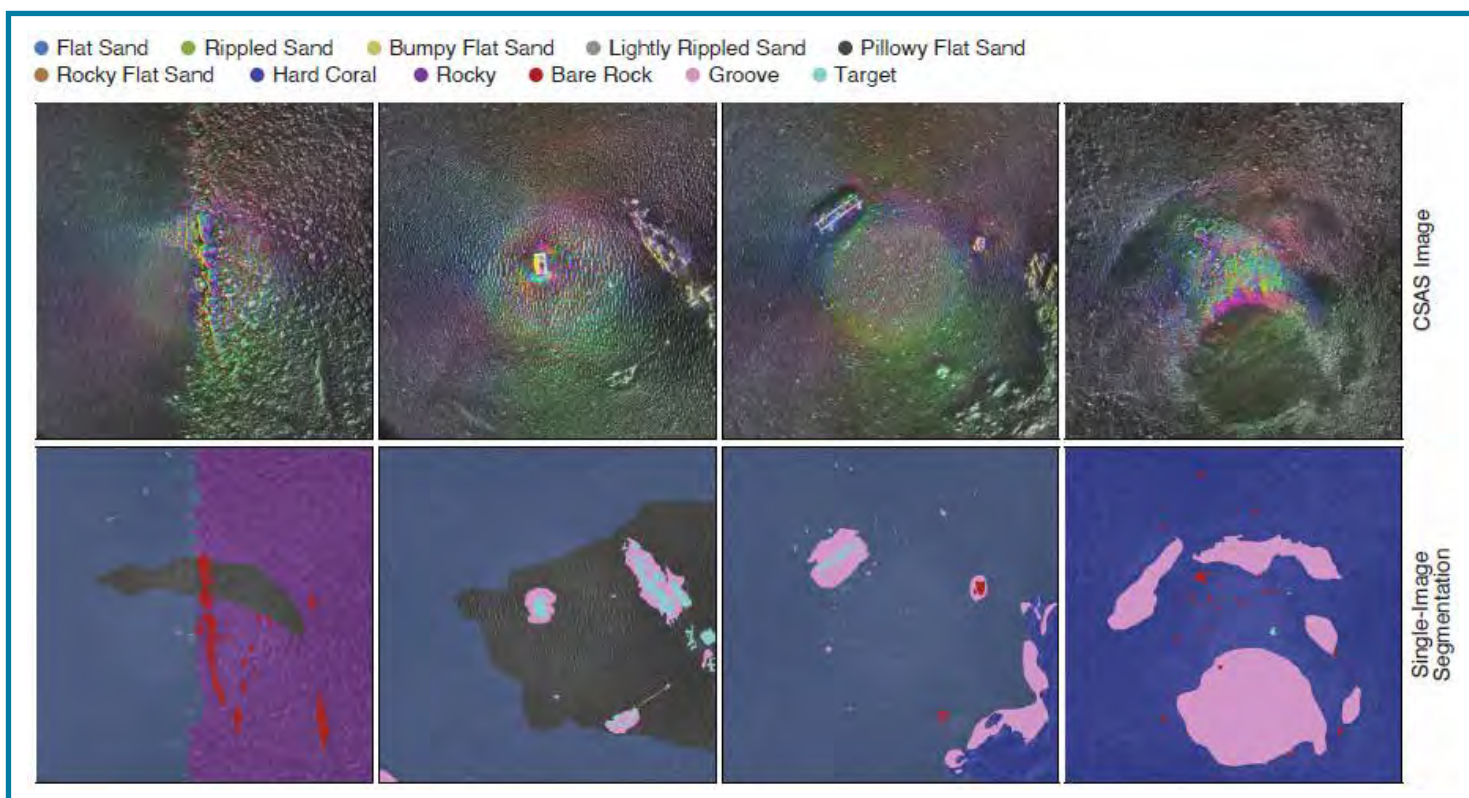 Flat Sand Rippled Sand Bumpy Flat Sand Lightly Rippled Sand Pillowy Flat Sand
Rocky Flat Sand Hard Coral Rocky Bare Rock Groove Target
CSAS Image
Single-Image
Segmentation